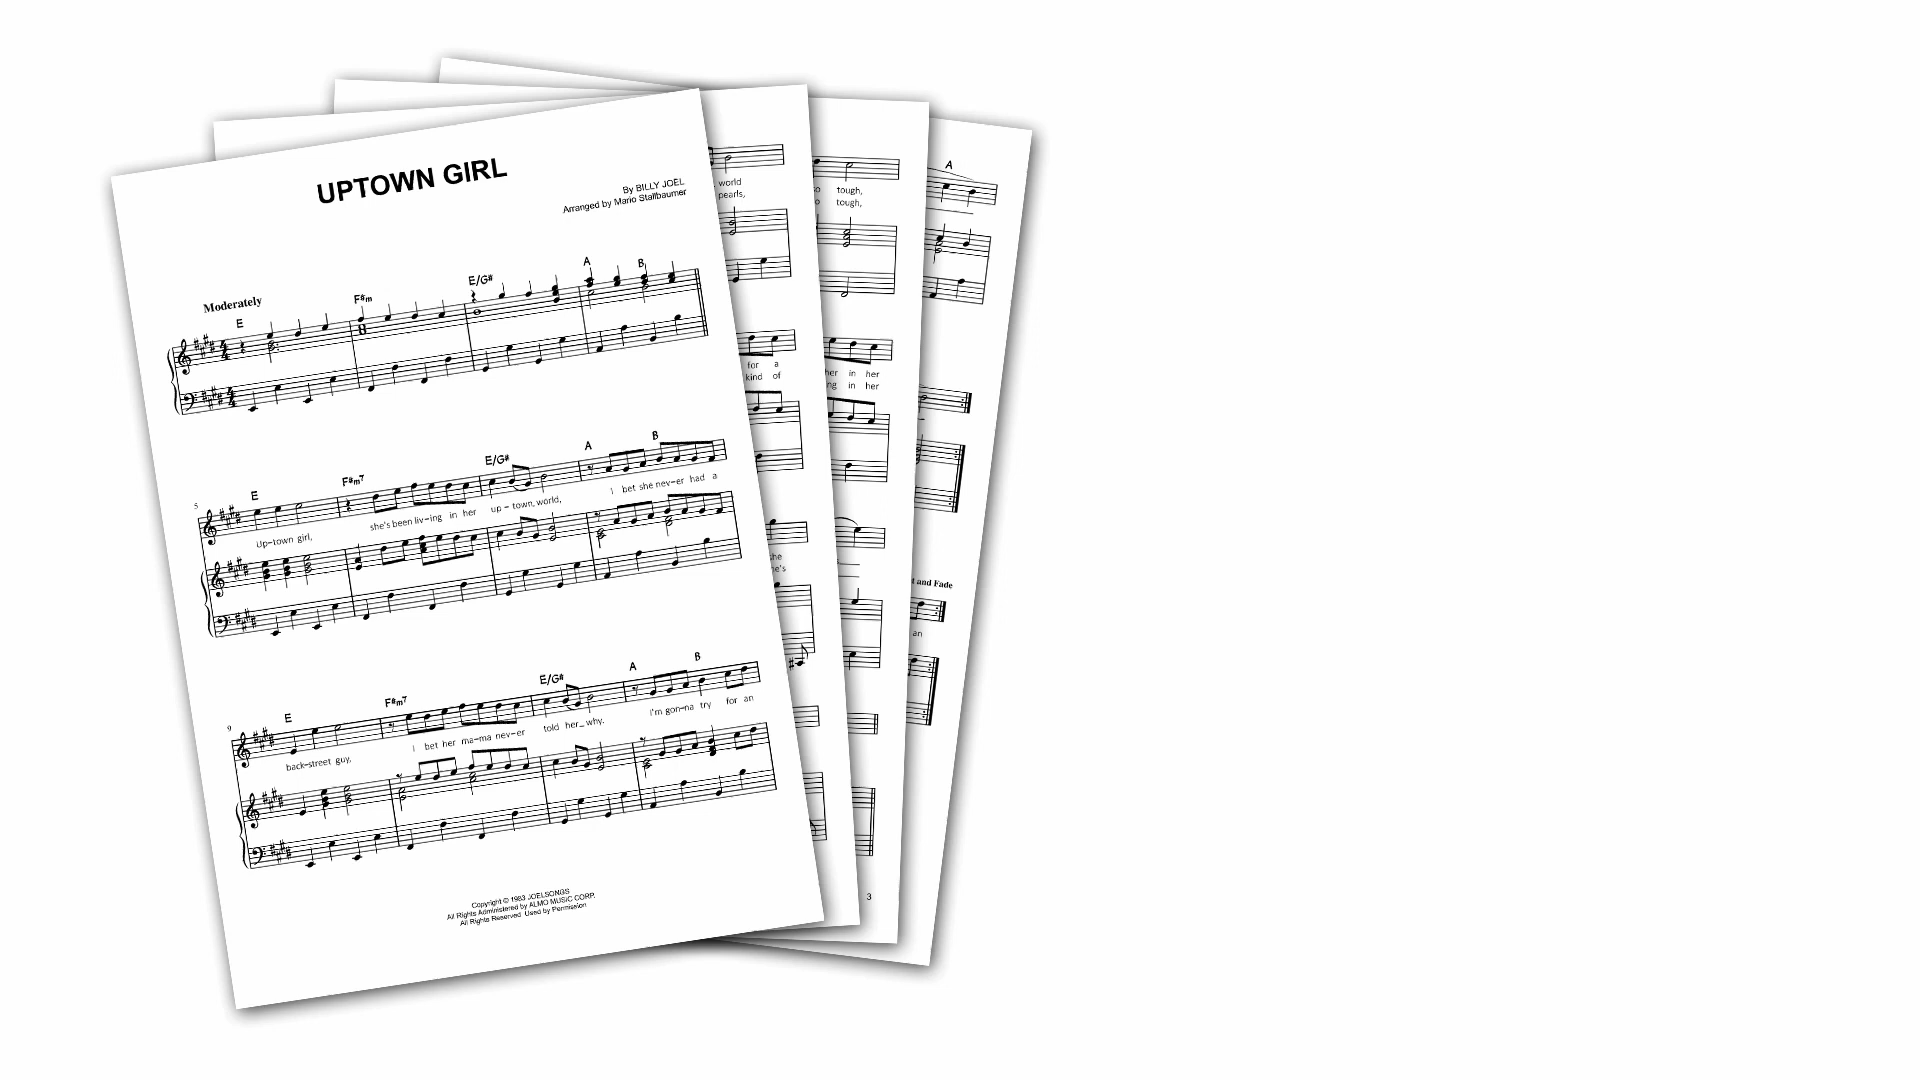 UPTOWN GIRL
By BILLY JOEL
Arranged by Mario Stallbaumer
Moderately
E F#m E/G# A B
5
E F#m7 E/G# A B
Up-town girl, she's been liv-ing in her up-town world, I bet she nev-er had a
9
E F#m7 E/G# A B
back-street guy, I bet her ma-ma nev-er told her why. I'm gon-na try for an
Copyright © 1983 JOELSONGS
All Rights Administered by ALMO MUSIC CORP.
All Rights Reserved Used by Permission
world
pearls,
for a
kind of
tough,
tough,
her in her
in her
3
A
and Fade
an